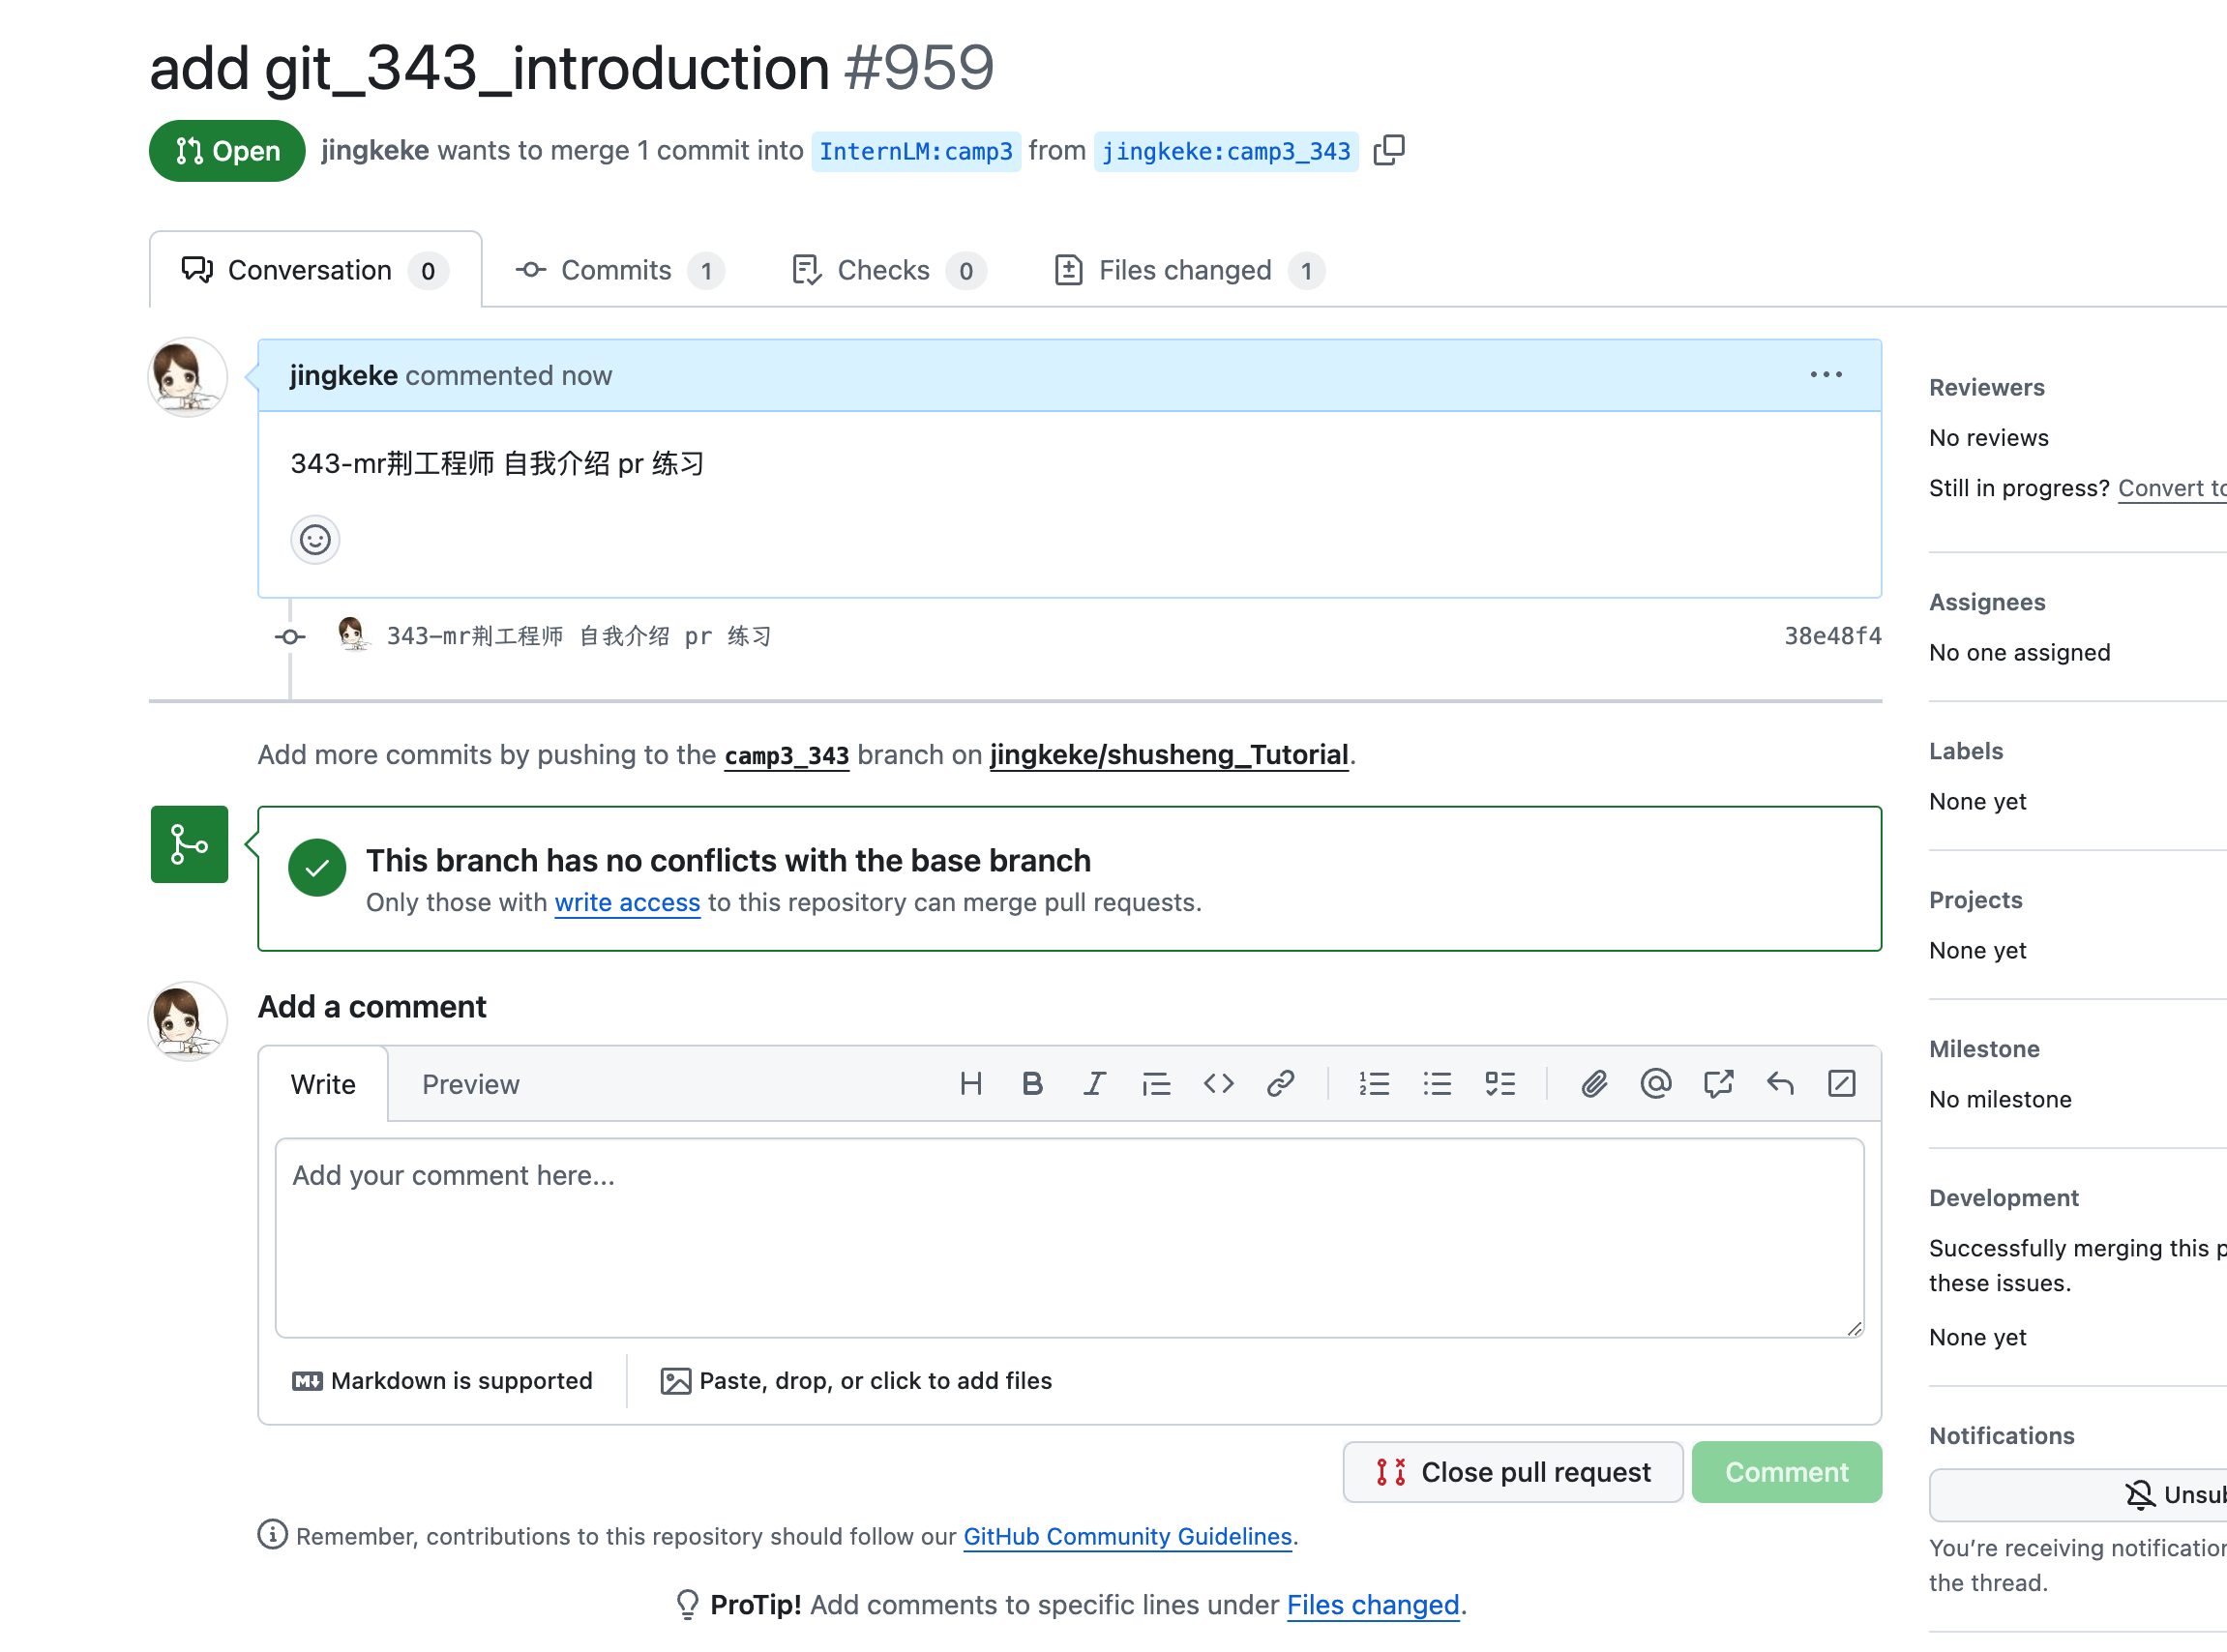 add git_343_introduction #959
Open jingkeke wants to merge 1 commit into InternLM:camp3 from jingkeke:camp3_343
Conversation 0 Commits 1 Checks 0 Files changed 1
jingkeke commented now
343-mr荆工程师 自我介绍 pr 练习
343-mr荆工程师 自我介绍 pr 练习 38e48f4
Add more commits by pushing to the camp3_343 branch on jingkeke/shusheng_Tutorial.
This branch has no conflicts with the base branch
Only those with write access to this repository can merge pull requests.
Add a comment
Write Preview
Add your comment here...
Markdown is supported Paste, drop, or click to add files
Close pull request Comment
Remember, contributions to this repository should follow our GitHub Community Guidelines.
ProTip! Add comments to specific lines under Files changed.
Reviewers
No reviews
Still in progress? Convert to
Assignees
No one assigned
Labels
None yet
Projects
None yet
Milestone
No milestone
Development
Successfully merging this p
these issues.
None yet
Notifications
Unsub
You're receiving notification
the thread.